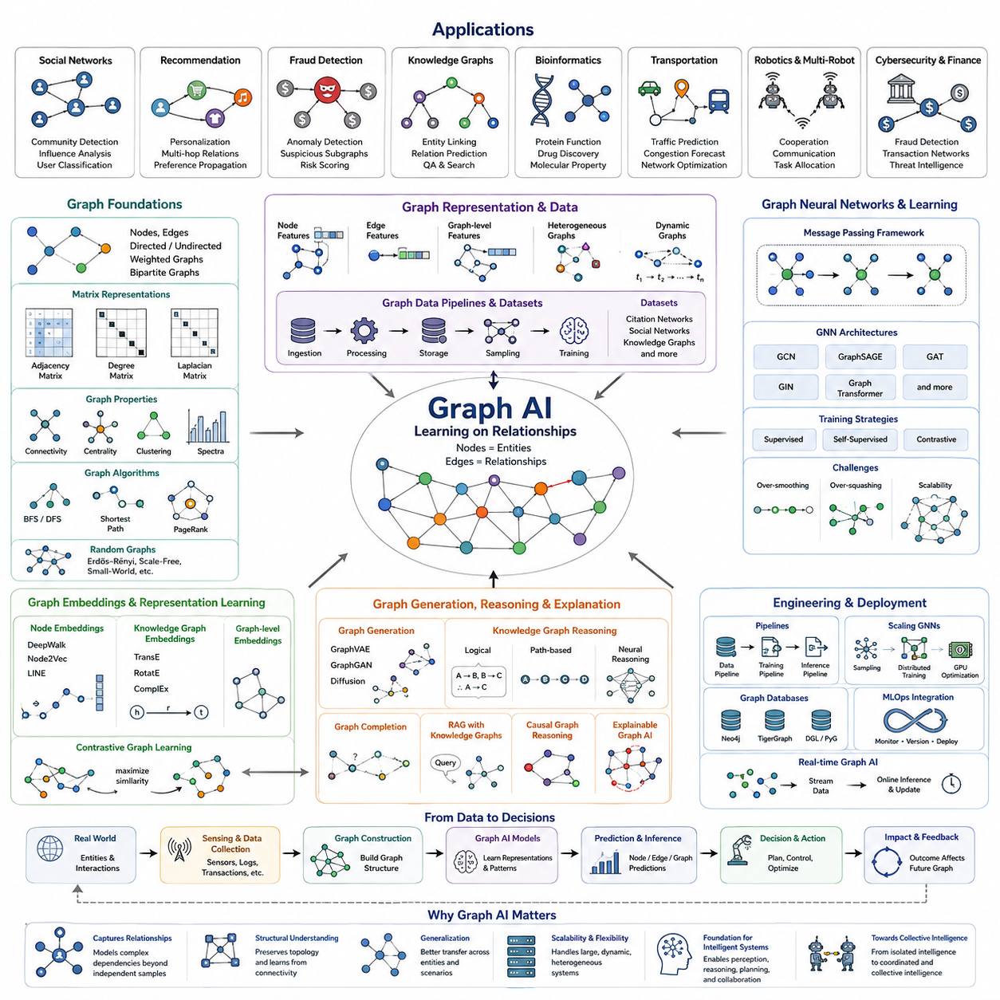 Applications
Social Networks
Community Detection
Influence Analysis
User Classification
Recommendation
Personalization
Multi-hop Relations
Preference Propagation
Fraud Detection
$
$
$
$
Anomaly Detection
Suspicious Subgraphs
Risk Scoring
Knowledge Graphs
Entity Linking
Relation Prediction
QA & Search
Bioinformatics
Protein Function
Drug Discovery
Molecular Property
Transportation
Traffic Prediction
Congestion Forecast
Network Optimization
Robotics & Multi-Robot
Cooperation
Communication
Task Allocation
Cybersecurity & Finance
$
$
$
$
Fraud Detection
Transaction Networks
Threat Intelligence
Graph Foundations
Nodes, Edges
Directed / Undirected
Weighted Graphs
Bipartite Graphs
Matrix Representations
Adjacency
Matrix
Degree
Matrix
Laplacian
Matrix
Graph Properties
Connectivity
Centrality
Clustering
Spectra
Graph Algorithms
BFS / DFS
Shortest
Path
PageRank
Random Graphs
Erdős–Rényi, Scale-Free,
Small-World, etc.
Graph Representation & Data
Node
Features
Edge
Features
Graph-level
Features
Heterogeneous
Graphs
Dynamic
Graphs
t1 → t2 → ··· → tn
Graph Data Pipelines & Datasets
Ingestion
Processing
Storage
Sampling
Training
Datasets
Citation Networks
Social Networks
Knowledge Graphs
and more
Graph AI
Learning on Relationships
Nodes = Entities
Edges = Relationships
Graph Neural Networks & Learning
Message Passing Framework
GNN Architectures
GCN
GraphSAGE
GAT
GIN
Graph
Transformer
and more
Training Strategies
Supervised
Self-Supervised
Contrastive
Challenges
Over-smoothing
Over-squashing
Scalability
Graph Embeddings & Representation Learning
Node Embeddings
DeepWalk
Node2Vec
LINE
Knowledge Graph
Embeddings
TransE
RotatE
ComplEx
h r t
Graph-level
Embeddings
Contrastive Graph Learning
maximize
similarity
Graph Generation, Reasoning & Explanation
Graph Generation
GraphVAE
GraphGAN
Diffusion
Knowledge Graph Reasoning
Logical
A → B, B → C
∴ A → C
Path-based
A B C D
Neural
Reasoning
Graph Completion
?
RAG with
Knowledge Graphs
Query
Causal Graph
Reasoning
Explainable
Graph AI
Engineering & Deployment
Pipelines
Data
Pipeline
Training
Pipeline
Inference
Pipeline
Scaling GNNs
Sampling
Distributed
Training
GPU
Optimization
Graph Databases
Neo4j
TigerGraph
DGL / PyG
MLOps Integration
Monitor • Version • Deploy
Real-time Graph AI
Stream
Data
Online Inference
& Update
From Data to Decisions
Real World
Entities &
Interactions
Sensing & Data
Collection
Sensors, Logs,
Transactions, etc.
Graph Construction
Build Graph
Structure
Graph AI Models
Learn Representations
& Patterns
Prediction & Inference
Node / Edge / Graph
Predictions
Decision & Action
Plan, Control,
Optimize
Impact & Feedback
Outcome Affects
Future Graph
Why Graph AI Matters
Captures Relationships
Models complex
dependencies beyond
independent samples
Structural Understanding
Preserves topology
and learns from
connectivity
Generalization
Better transfer across
entities and
scenarios
Scalability & Flexibility
Handles large, dynamic,
heterogeneous
systems
Foundation for
Intelligent Systems
Enables perception,
reasoning, planning,
and collaboration
Towards Collective Intelligence
From isolated intelligence
to coordinated and
collective intelligence